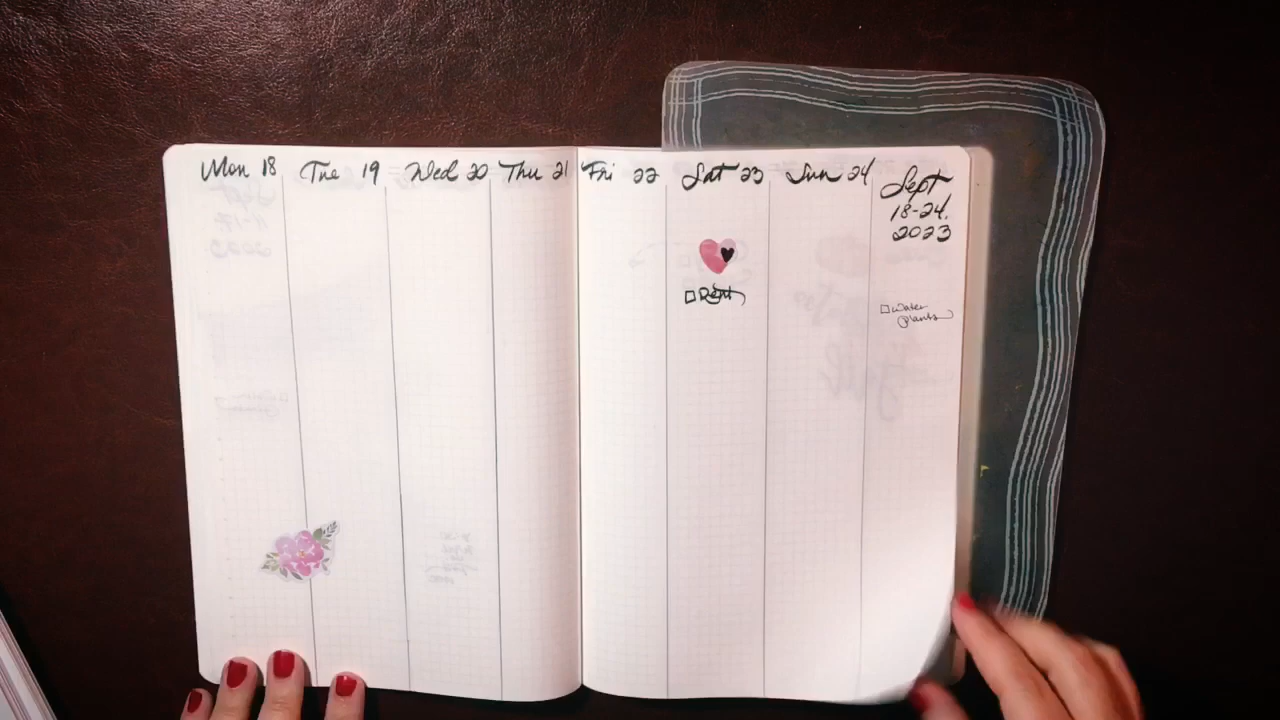 Mon 18 Tue 19 Wed 20 Thu 21 Fri 22 Sat 23 Sun 24
Sept
18-24.
2023
Rent
Water
Plants